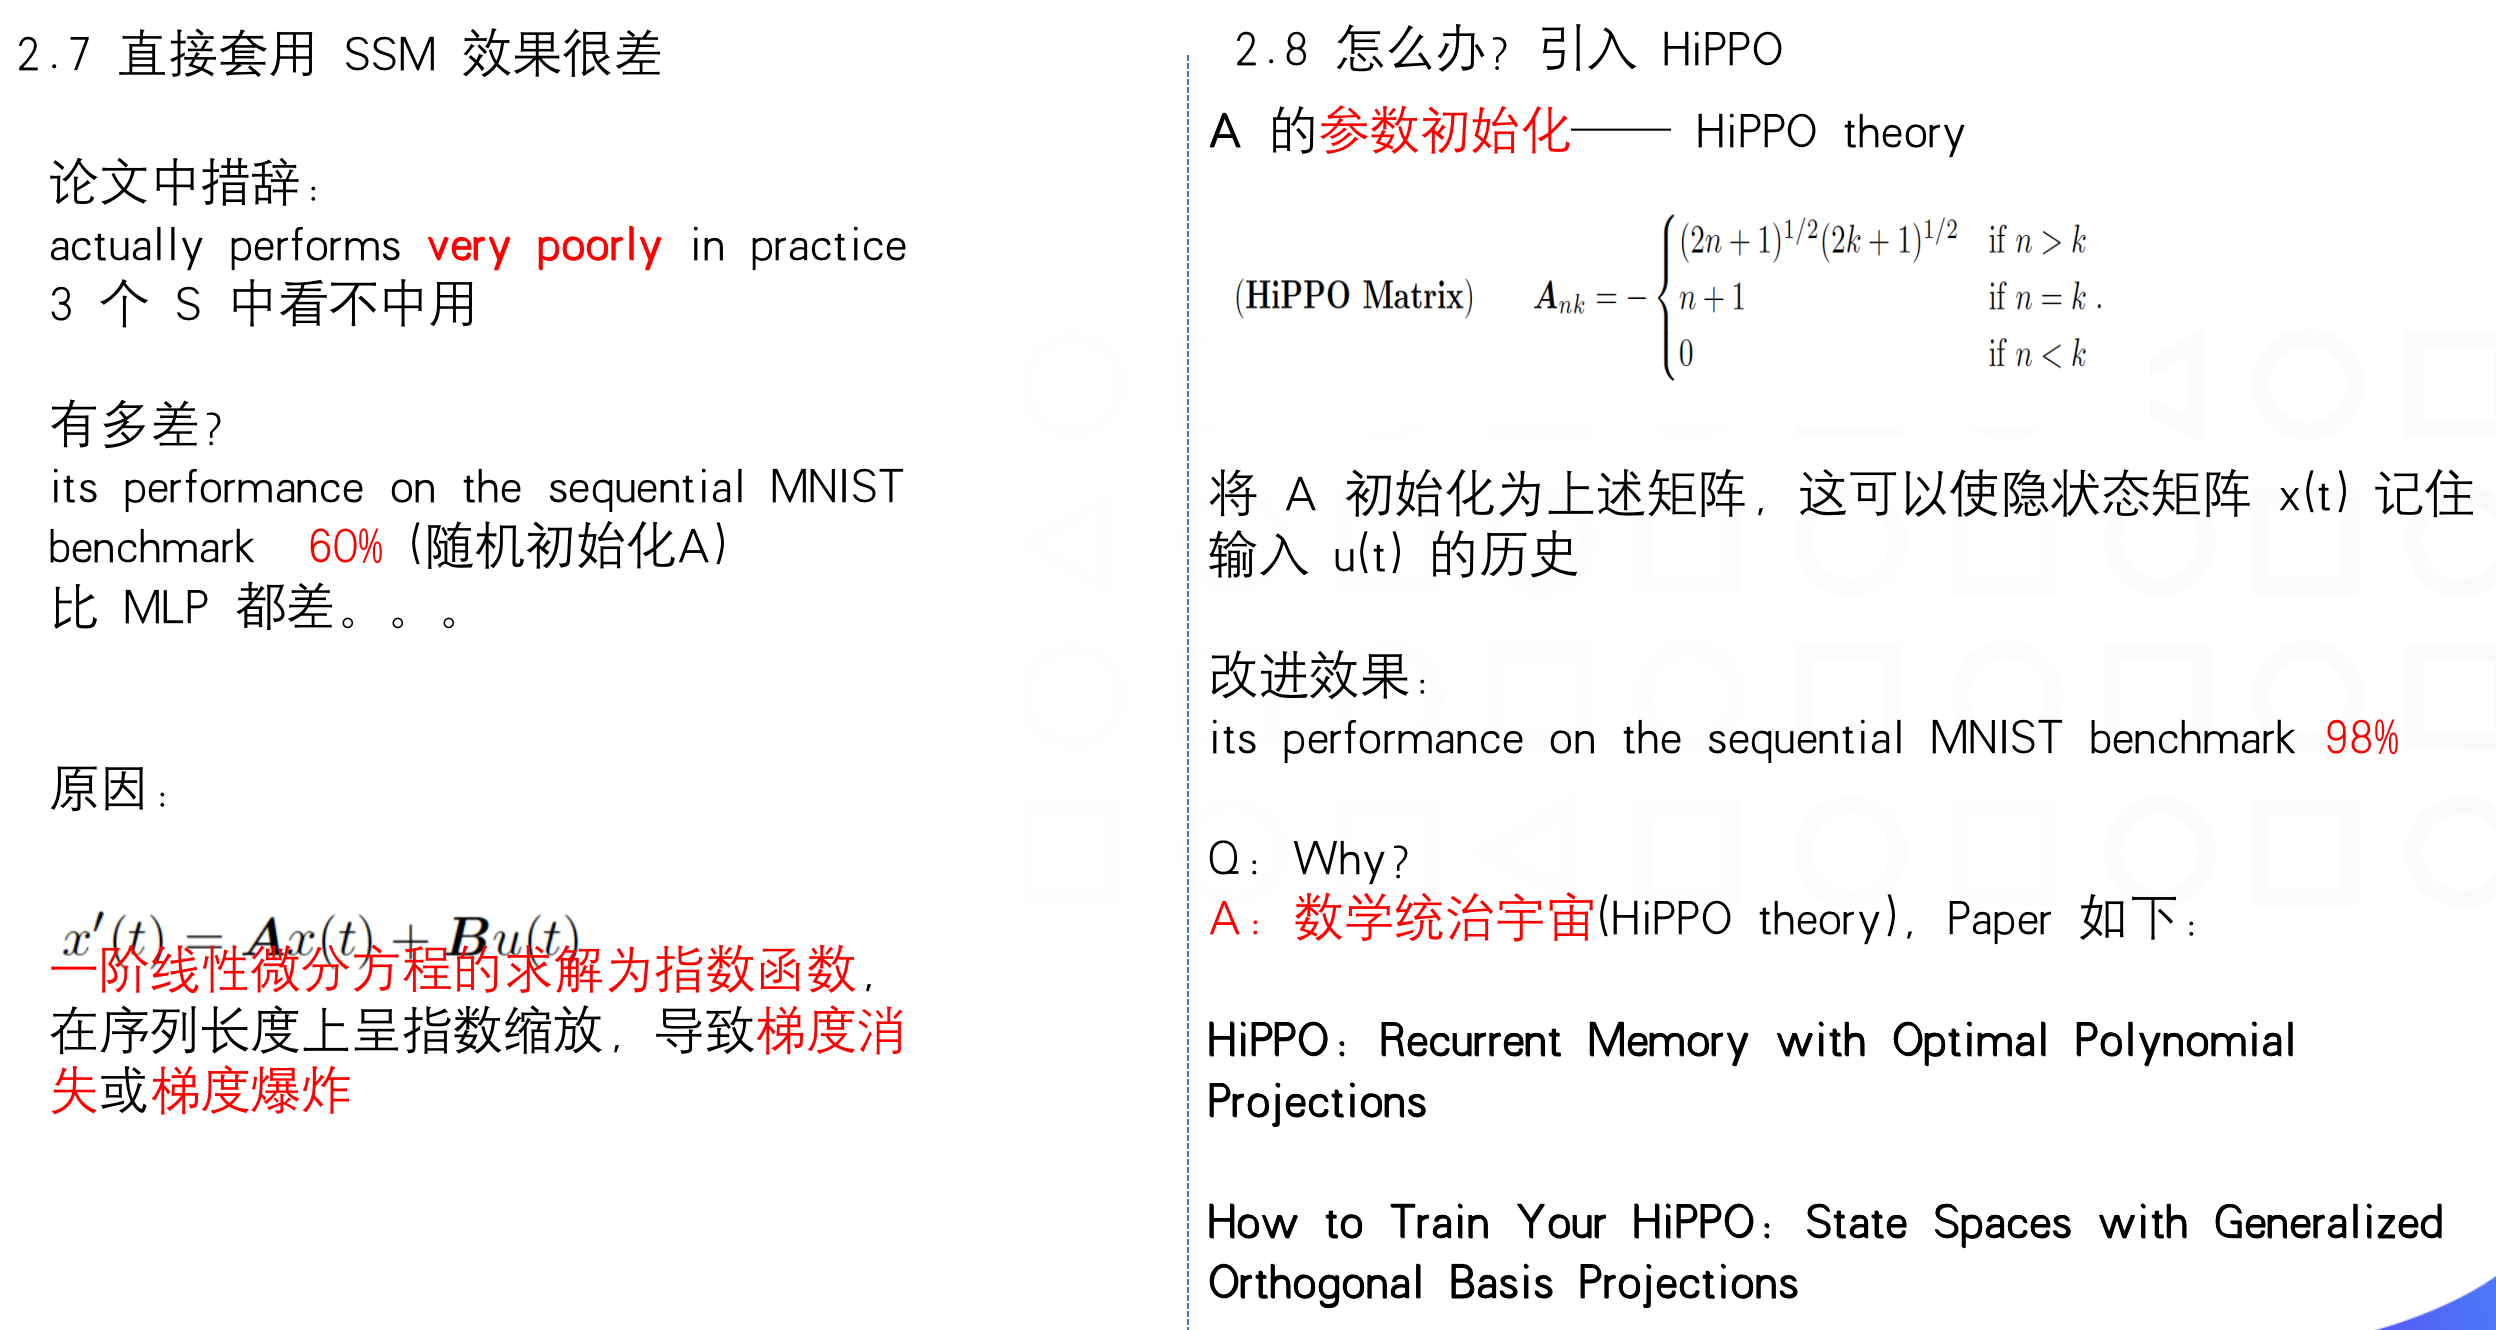 2.7 直接套用 SSM 效果很差
论文中措辞：
actually performs very poorly in practice
3 个 S 中看不中用
有多差？
its performance on the sequential MNIST
benchmark 60%（随机初始化A）
比 MLP 都差。。。
原因：
x′(t) = Ax(t) + Bu(t)
一阶线性微分方程的求解为指数函数，
在序列长度上呈指数缩放，导致梯度消
失或梯度爆炸
2.8 怎么办？引入 HiPPO
A 的参数初始化—— HiPPO theory
(HiPPO Matrix) A_{nk} = − { (2n + 1)^{1/2}(2k + 1)^{1/2} if n > k
n + 1 if n = k .
0 if n < k
将 A 初始化为上述矩阵，这可以使隐状态矩阵 x(t) 记住
输入 u(t) 的历史
改进效果：
its performance on the sequential MNIST benchmark 98%
Q：Why？
A：数学统治宇宙(HiPPO theory)，Paper 如下：
HiPPO：Recurrent Memory with Optimal Polynomial
Projections
How to Train Your HiPPO：State Spaces with Generalized
Orthogonal Basis Projections